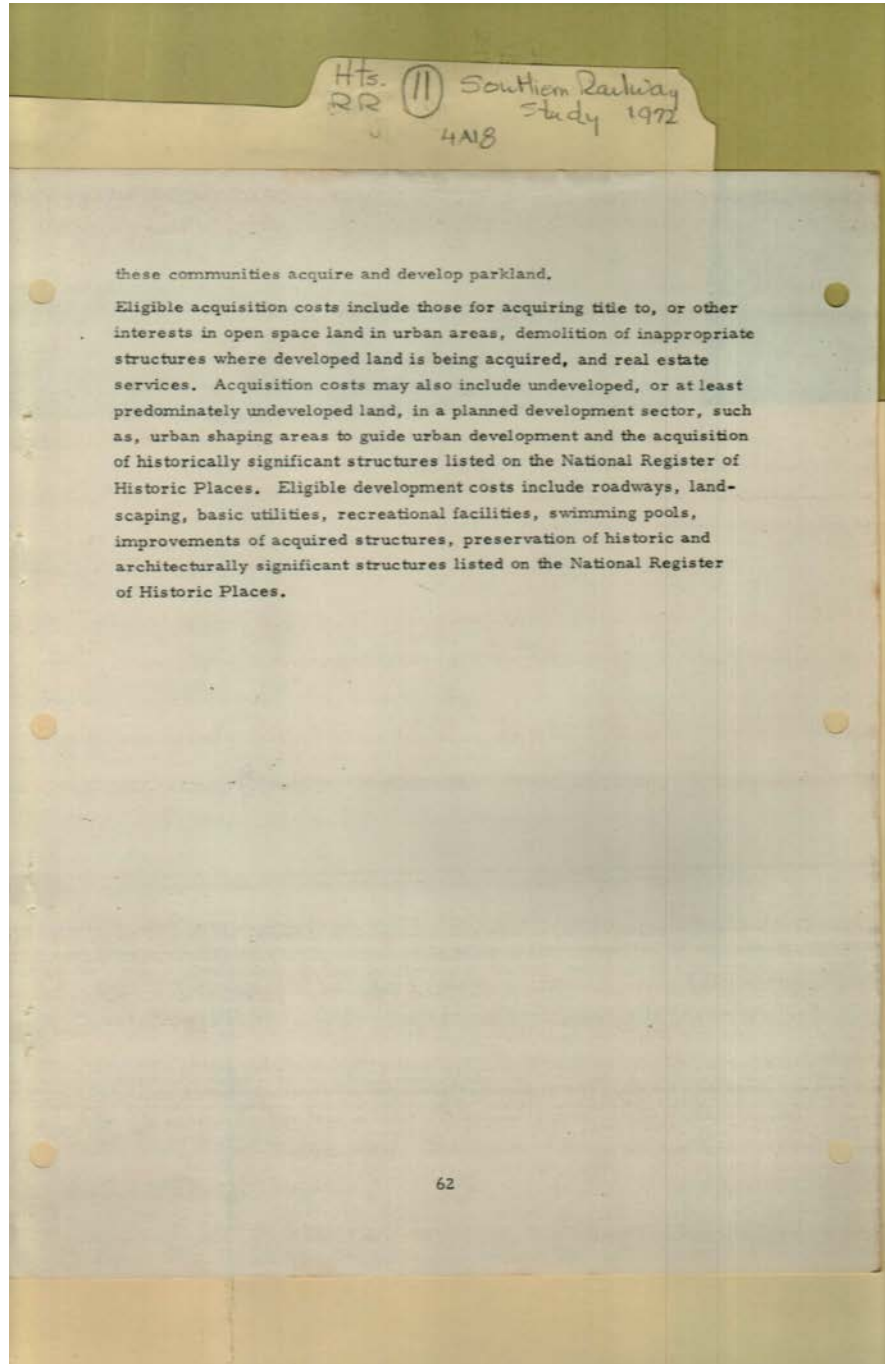 Hts. (11) Southern Railway
RR Study 1972
4A18
these communities acquire and develop parkland.
Eligible acquisition costs include those for acquiring title to, or other
interests in open space land in urban areas, demolition of inappropriate
structures where developed land is being acquired, and real estate
services. Acquisition costs may also include undeveloped, or at least
predominately undeveloped land, in a planned development sector, such
as, urban shaping areas to guide urban development and the acquisition
of historically significant structures listed on the National Register of
Historic Places. Eligible development costs include roadways, land-
scaping, basic utilities, recreational facilities, swimming pools,
improvements of acquired structures, preservation of historic and
architecturally significant structures listed on the National Register
of Historic Places.
62